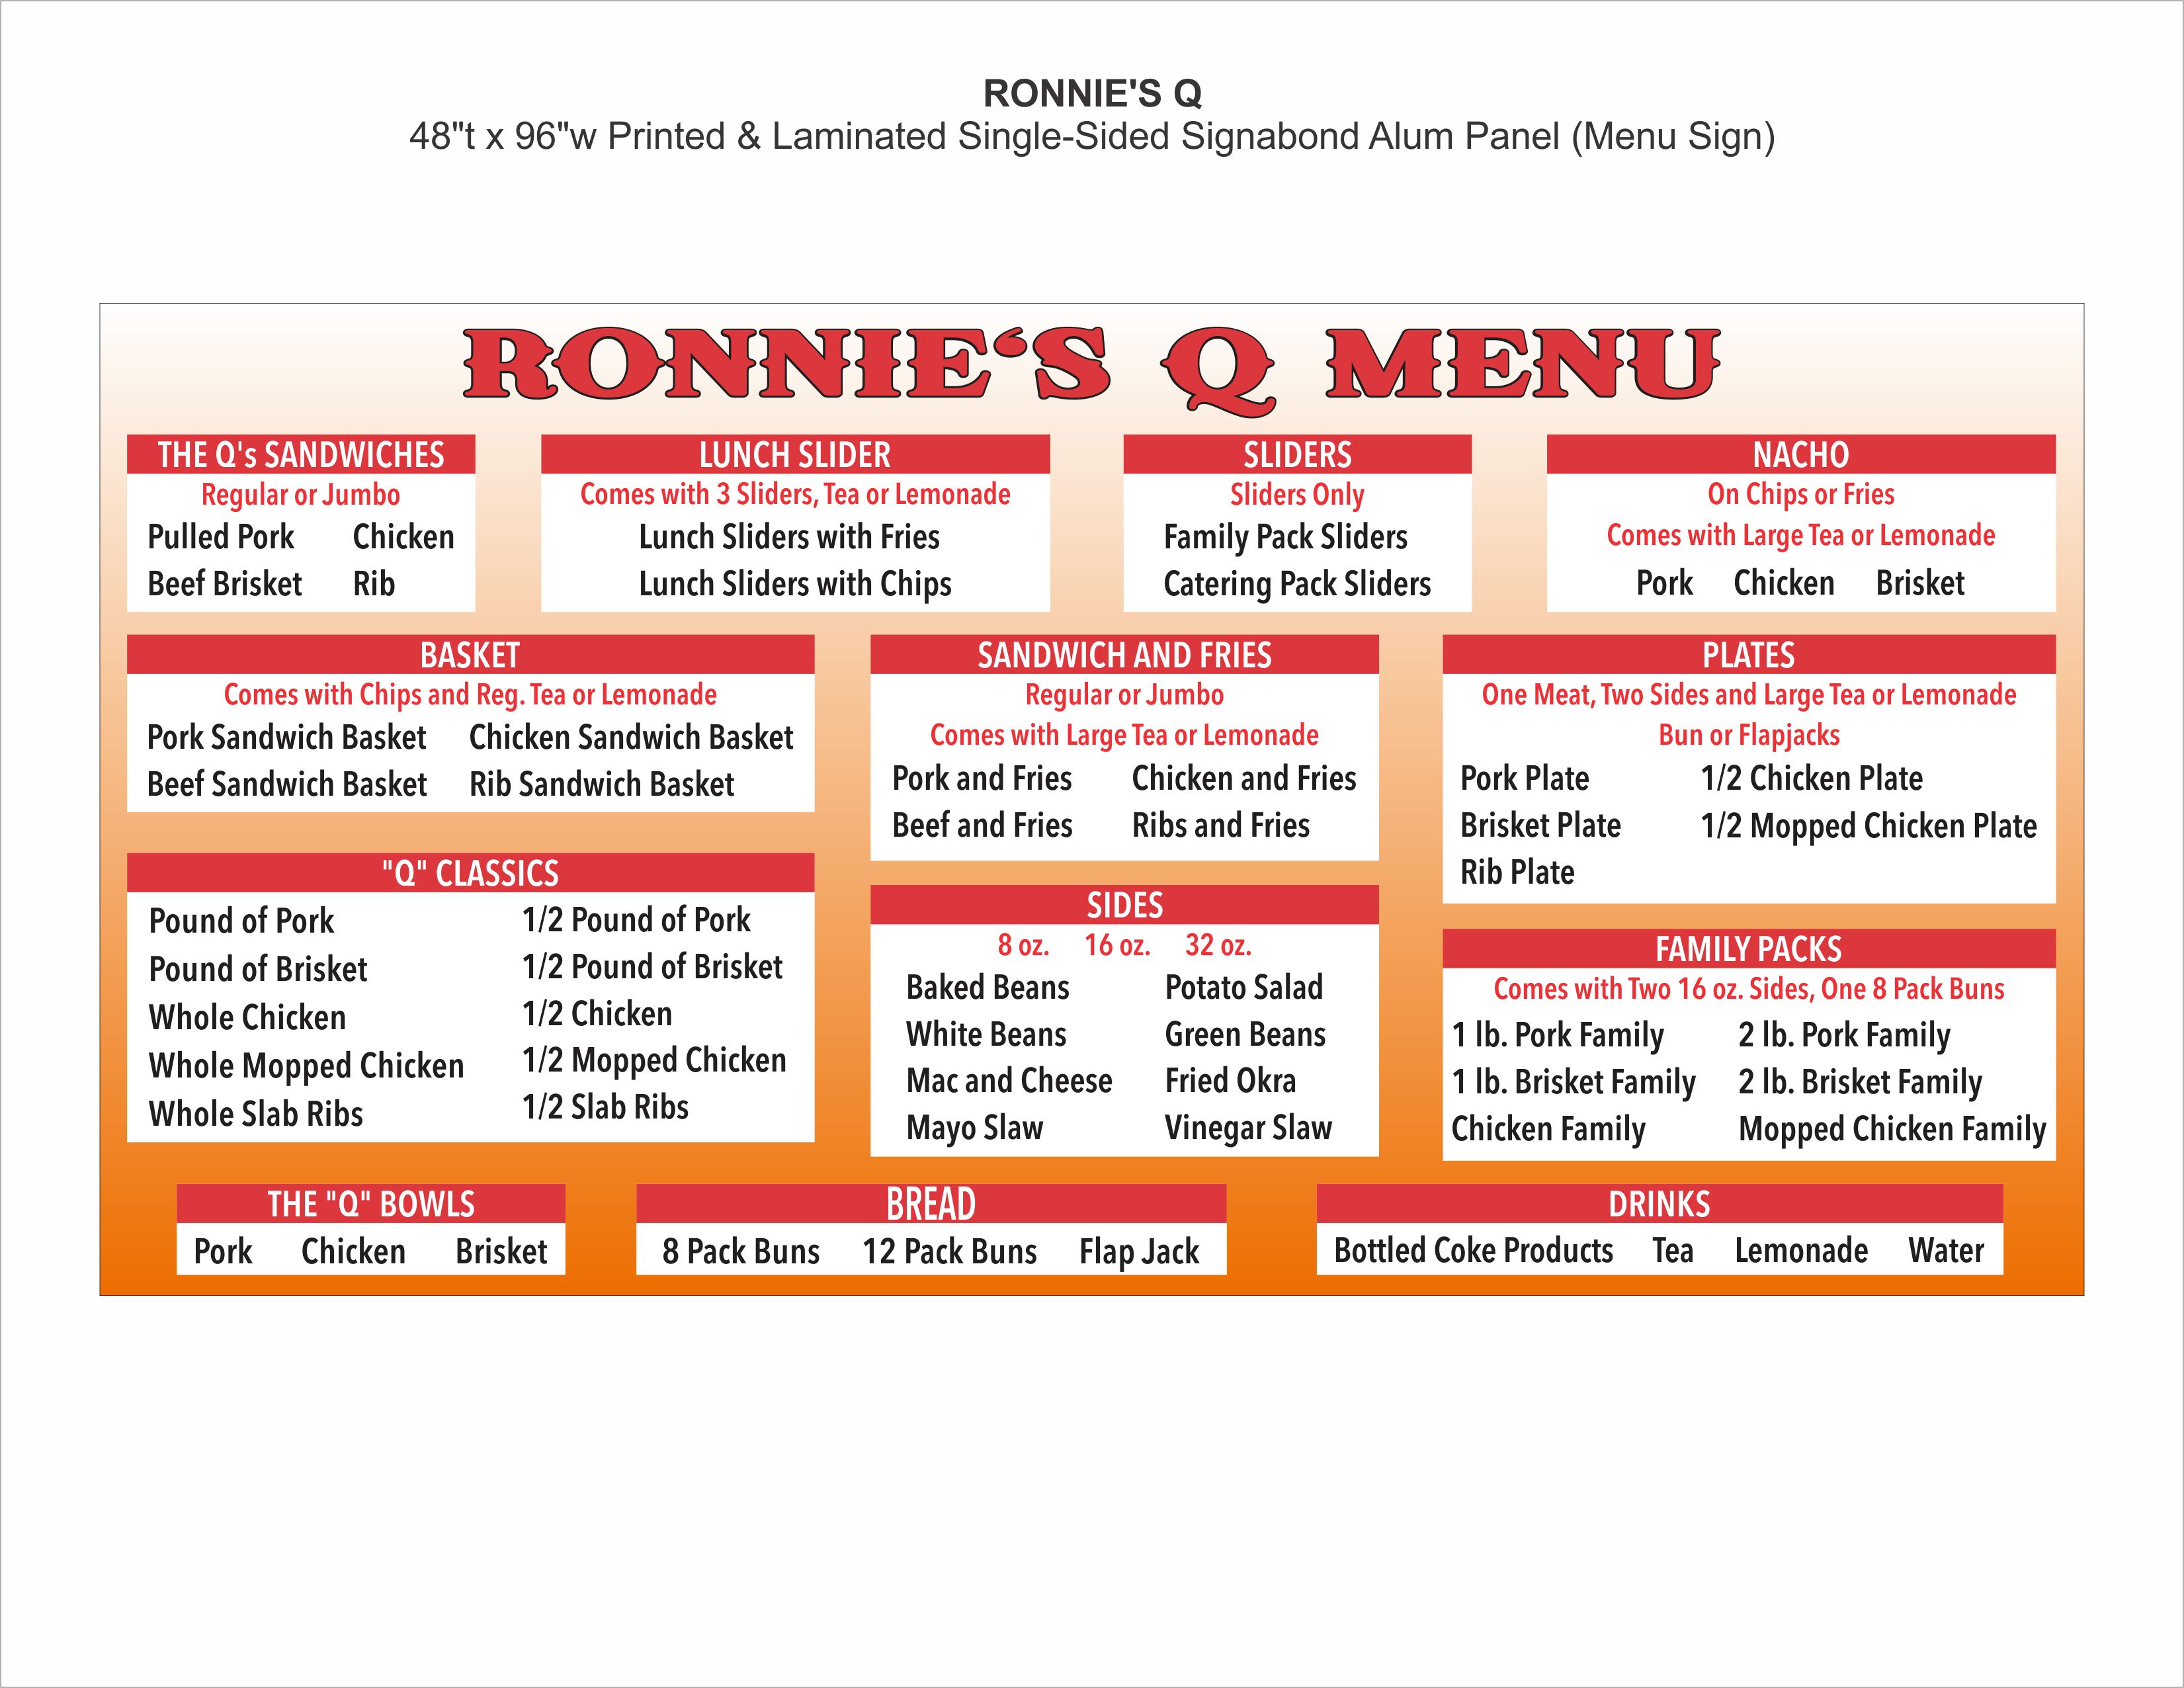 RONNIE'S Q
48"t x 96"w Printed & Laminated Single-Sided Signabond Alum Panel (Menu Sign)
RONNIE‘S Q MENU
THE Q's SANDWICHES
Regular or Jumbo
Pulled Pork Chicken
Beef Brisket Rib
LUNCH SLIDER
Comes with 3 Sliders, Tea or Lemonade
Lunch Sliders with Fries
Lunch Sliders with Chips
SLIDERS
Sliders Only
Family Pack Sliders
Catering Pack Sliders
NACHO
On Chips or Fries
Comes with Large Tea or Lemonade
Pork Chicken Brisket
BASKET
Comes with Chips and Reg. Tea or Lemonade
Pork Sandwich Basket Chicken Sandwich Basket
Beef Sandwich Basket Rib Sandwich Basket
SANDWICH AND FRIES
Regular or Jumbo
Comes with Large Tea or Lemonade
Pork and Fries Chicken and Fries
Beef and Fries Ribs and Fries
PLATES
One Meat, Two Sides and Large Tea or Lemonade
Bun or Flapjacks
Pork Plate 1/2 Chicken Plate
Brisket Plate 1/2 Mopped Chicken Plate
Rib Plate
"Q" CLASSICS
Pound of Pork 1/2 Pound of Pork
Pound of Brisket 1/2 Pound of Brisket
Whole Chicken 1/2 Chicken
Whole Mopped Chicken 1/2 Mopped Chicken
Whole Slab Ribs 1/2 Slab Ribs
SIDES
8 oz. 16 oz. 32 oz.
Baked Beans Potato Salad
White Beans Green Beans
Mac and Cheese Fried Okra
Mayo Slaw Vinegar Slaw
FAMILY PACKS
Comes with Two 16 oz. Sides, One 8 Pack Buns
1 lb. Pork Family 2 lb. Pork Family
1 lb. Brisket Family 2 lb. Brisket Family
Chicken Family Mopped Chicken Family
THE "Q" BOWLS
Pork Chicken Brisket
BREAD
8 Pack Buns 12 Pack Buns Flap Jack
DRINKS
Bottled Coke Products Tea Lemonade Water